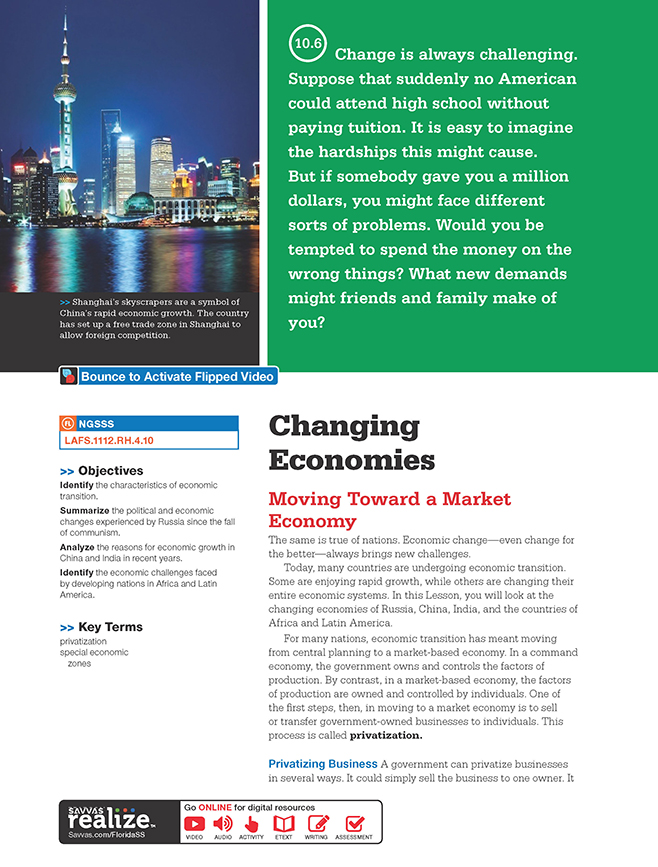 10.6 Change is always challenging.
Suppose that suddenly no American
could attend high school without
paying tuition. It is easy to imagine
the hardships this might cause.
But if somebody gave you a million
dollars, you might face different
sorts of problems. Would you be
tempted to spend the money on the
wrong things? What new demands
might friends and family make of
you?
>> Shanghai's skyscrapers are a symbol of
China's rapid economic growth. The country
has set up a free trade zone in Shanghai to
allow foreign competition.
Bounce to Activate Flipped Video
FL NGSSS
LAFS.1112.RH.4.10
>> Objectives
Identify the characteristics of economic
transition.
Summarize the political and economic
changes experienced by Russia since the fall
of communism.
Analyze the reasons for economic growth in
China and India in recent years.
Identify the economic challenges faced
by developing nations in Africa and Latin
America.
>> Key Terms
privatization
special economic
zones
Changing
Economies
Moving Toward a Market
Economy
The same is true of nations. Economic change—even change for
the better—always brings new challenges.
Today, many countries are undergoing economic transition.
Some are enjoying rapid growth, while others are changing their
entire economic systems. In this Lesson, you will look at the
changing economies of Russia, China, India, and the countries of
Africa and Latin America.
For many nations, economic transition has meant moving
from central planning to a market-based economy. In a command
economy, the government owns and controls the factors of
production. By contrast, in a market-based economy, the factors
of production are owned and controlled by individuals. One of
the first steps, then, in moving to a market economy is to sell
or transfer government-owned businesses to individuals. This
process is called privatization.
Privatizing Business A government can privatize businesses
in several ways. It could simply sell the business to one owner. It
SAVVAS
realize™
Savvas.com/FloridaSS
Go ONLINE for digital resources
VIDEO AUDIO ACTIVITY ETEXT WRITING ASSESSMENT